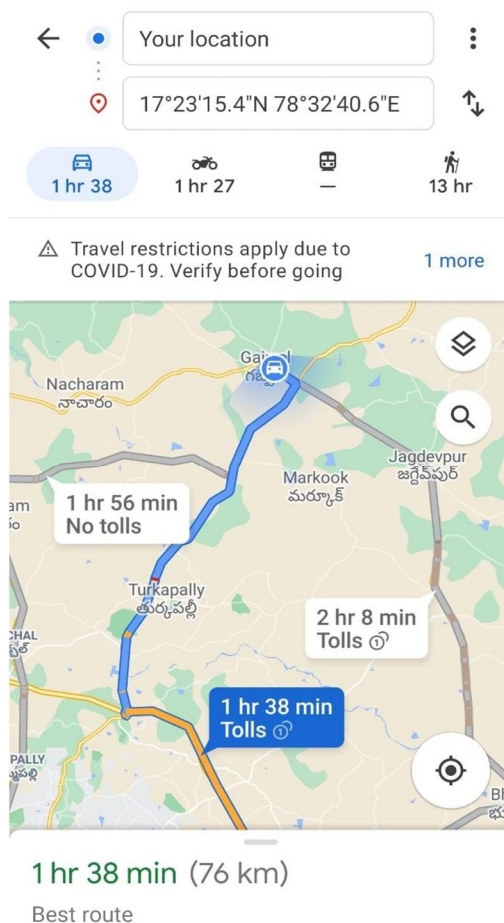 Your location
17°23'15.4"N 78°32'40.6"E
1 hr 38
1 hr 27
—
13 hr
Travel restrictions apply due to
COVID-19. Verify before going
1 more
Nacharam
నాచారం
Jagdevpur
జగ్దేవ్‌పూర్
Markook
మర్కూక్
1 hr 56 min
No tolls
Turkapally
తుర్కపల్లి
2 hr 8 min
Tolls
1 hr 38 min
Tolls
1 hr 38 min (76 km)
Best route